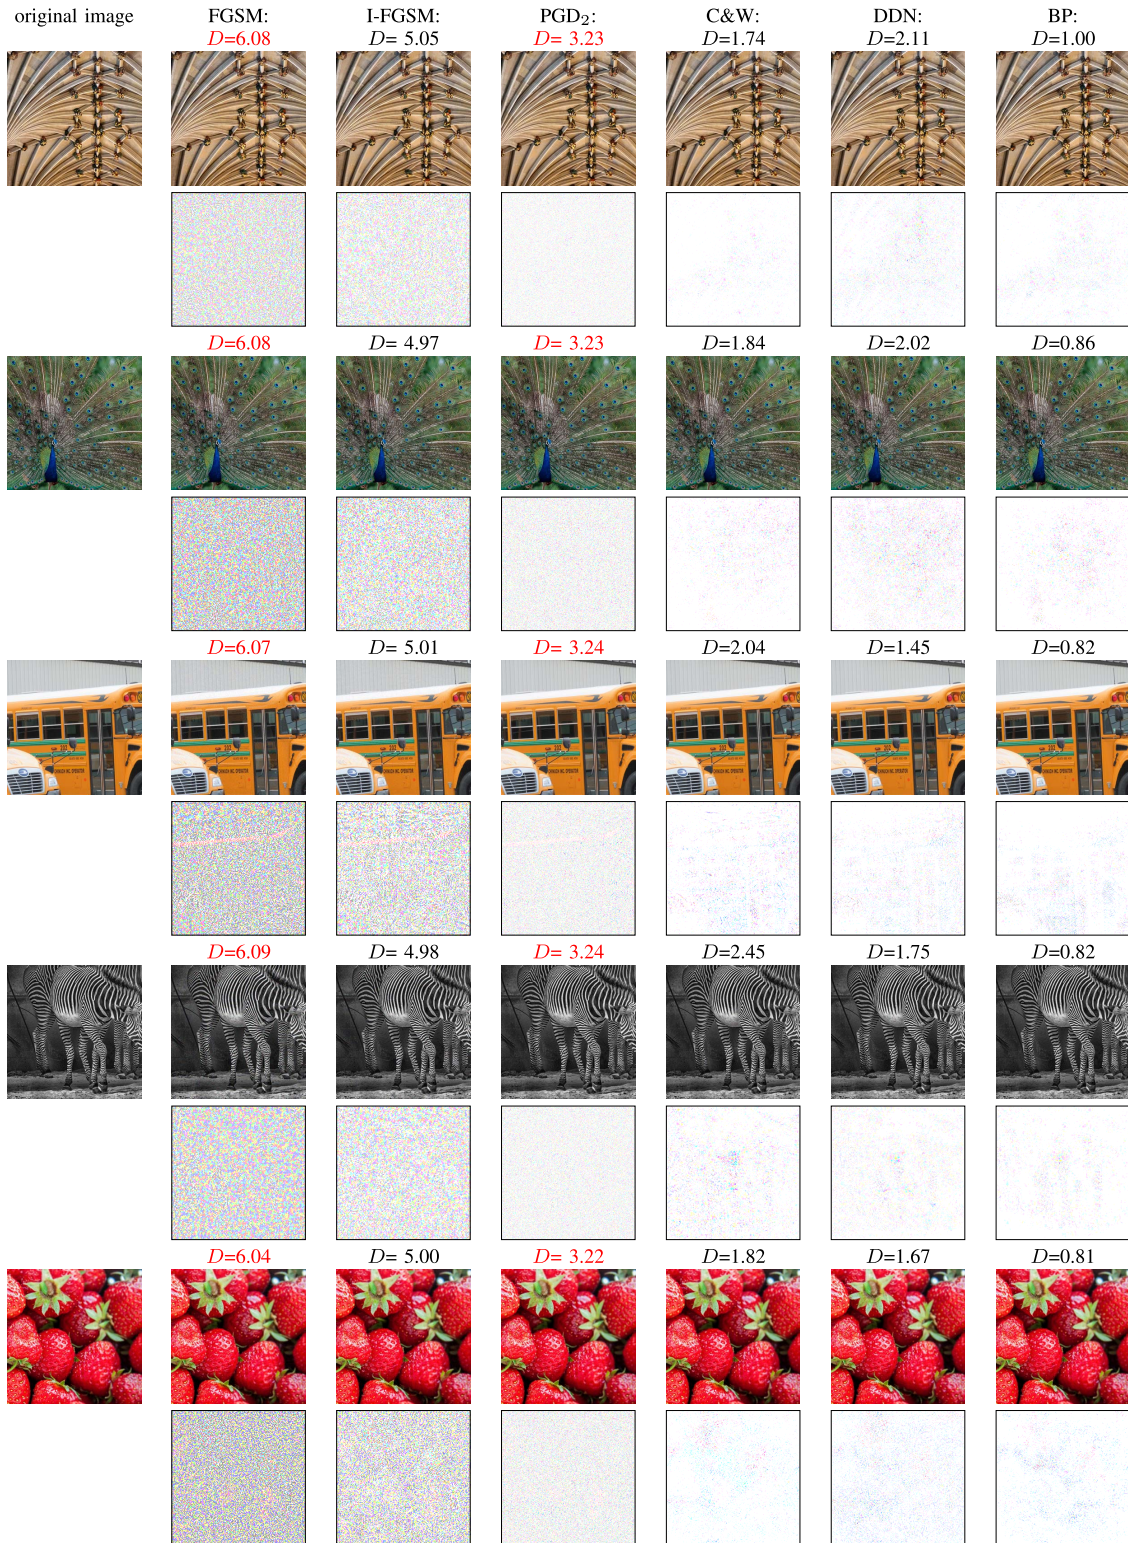 original image FGSM: I-FGSM: PGD₂: C&W: DDN: BP:
D=6.08 D= 5.05 D= 3.23 D=1.74 D=2.11 D=1.00
D=6.08 D= 4.97 D= 3.23 D=1.84 D=2.02 D=0.86
D=6.07 D= 5.01 D= 3.24 D=2.04 D=1.45 D=0.82
D=6.09 D= 4.98 D= 3.24 D=2.45 D=1.75 D=0.82
D=6.04 D= 5.00 D= 3.22 D=1.82 D=1.67 D=0.81